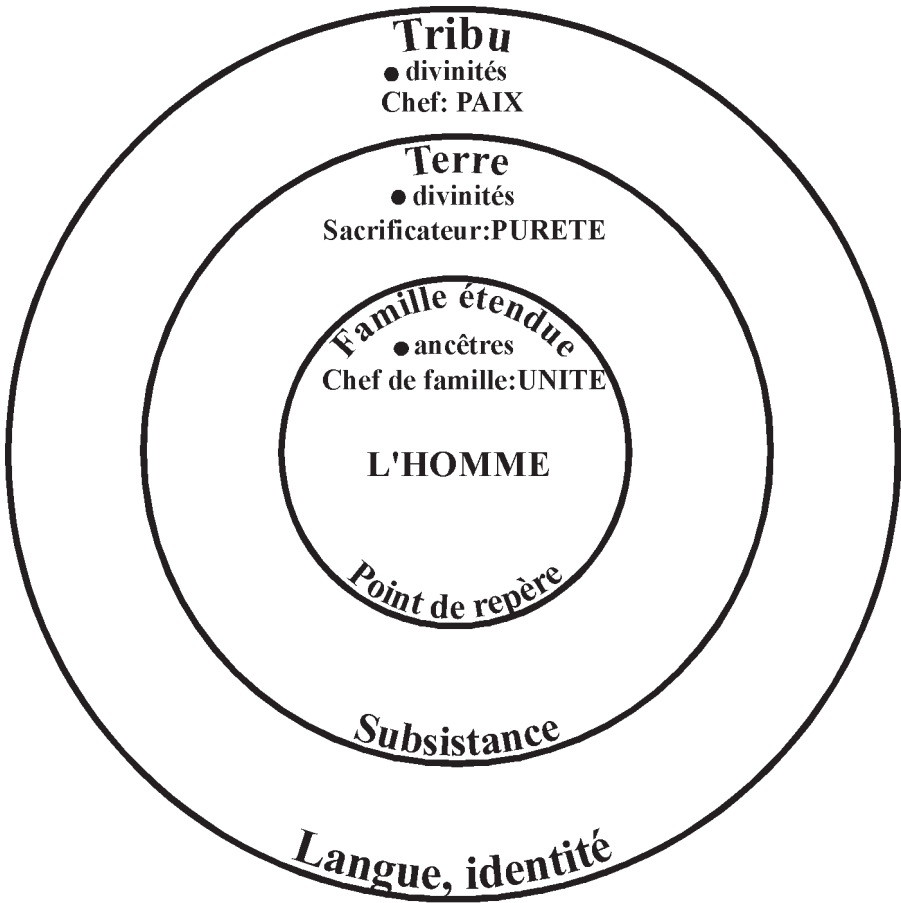 Tribu
● divinités
Chef: PAIX
Terre
● divinités
Sacrificateur:PURETE
Famille étendue
● ancêtres
Chef de famille:UNITE
L'HOMME
Point de repère
Subsistance
Langue, identité